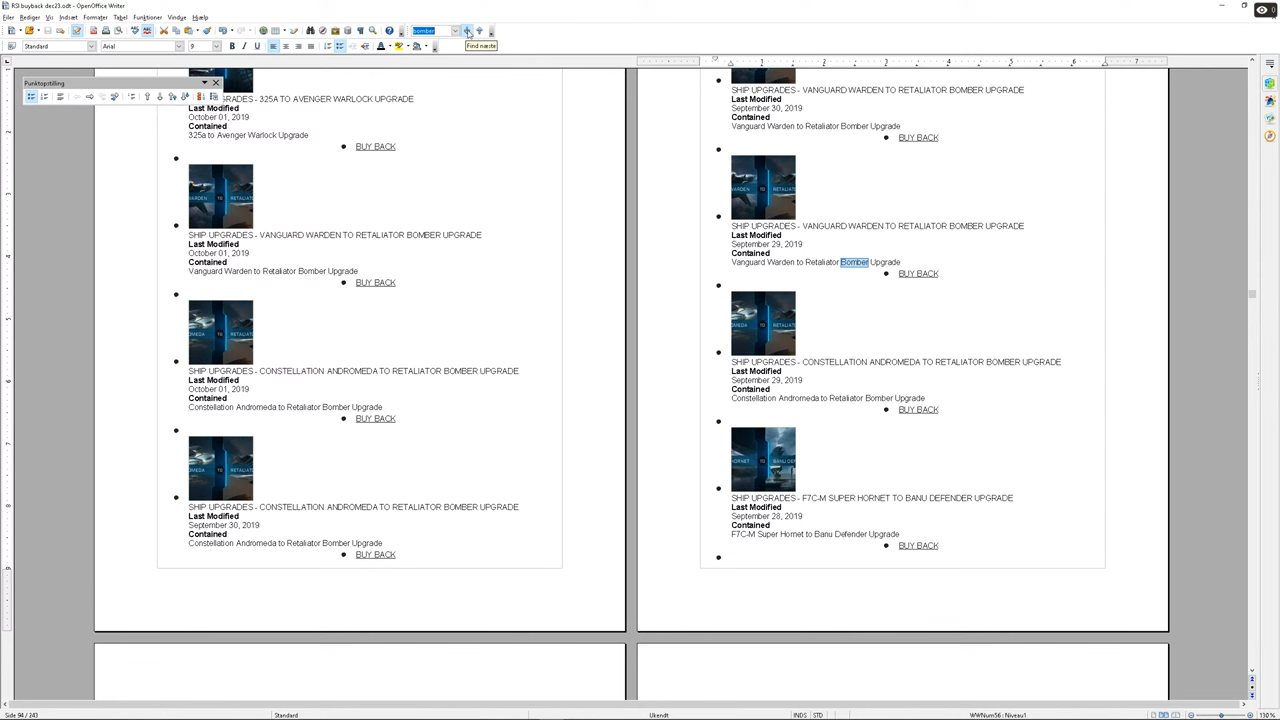 RSI buyback dec23.odt - OpenOffice Writer
Filer Rediger Vis Indsæt Formater Tabel Funktioner Vindue Hjælp
bomber
Find næste
Standard Arial 9
Punktopstilling
SHIP UPGRADES - 325A TO AVENGER WARLOCK UPGRADE
Last Modified
October 01, 2019
Contained
325a to Avenger Warlock Upgrade
BUY BACK
SHIP UPGRADES - VANGUARD WARDEN TO RETALIATOR BOMBER UPGRADE
Last Modified
October 01, 2019
Contained
Vanguard Warden to Retaliator Bomber Upgrade
BUY BACK
SHIP UPGRADES - CONSTELLATION ANDROMEDA TO RETALIATOR BOMBER UPGRADE
Last Modified
October 01, 2019
Contained
Constellation Andromeda to Retaliator Bomber Upgrade
BUY BACK
SHIP UPGRADES - CONSTELLATION ANDROMEDA TO RETALIATOR BOMBER UPGRADE
Last Modified
September 30, 2019
Contained
Constellation Andromeda to Retaliator Bomber Upgrade
BUY BACK
SHIP UPGRADES - VANGUARD WARDEN TO RETALIATOR BOMBER UPGRADE
Last Modified
September 30, 2019
Contained
Vanguard Warden to Retaliator Bomber Upgrade
BUY BACK
SHIP UPGRADES - VANGUARD WARDEN TO RETALIATOR BOMBER UPGRADE
Last Modified
September 29, 2019
Contained
Vanguard Warden to Retaliator Bomber Upgrade
BUY BACK
SHIP UPGRADES - CONSTELLATION ANDROMEDA TO RETALIATOR BOMBER UPGRADE
Last Modified
September 29, 2019
Contained
Constellation Andromeda to Retaliator Bomber Upgrade
BUY BACK
SHIP UPGRADES - F7C-M SUPER HORNET TO BANU DEFENDER UPGRADE
Last Modified
September 28, 2019
Contained
F7C-M Super Hornet to Banu Defender Upgrade
BUY BACK
Side 94 / 243 Standard Ukendt INDS STD WWNum56 : Niveau1 130%